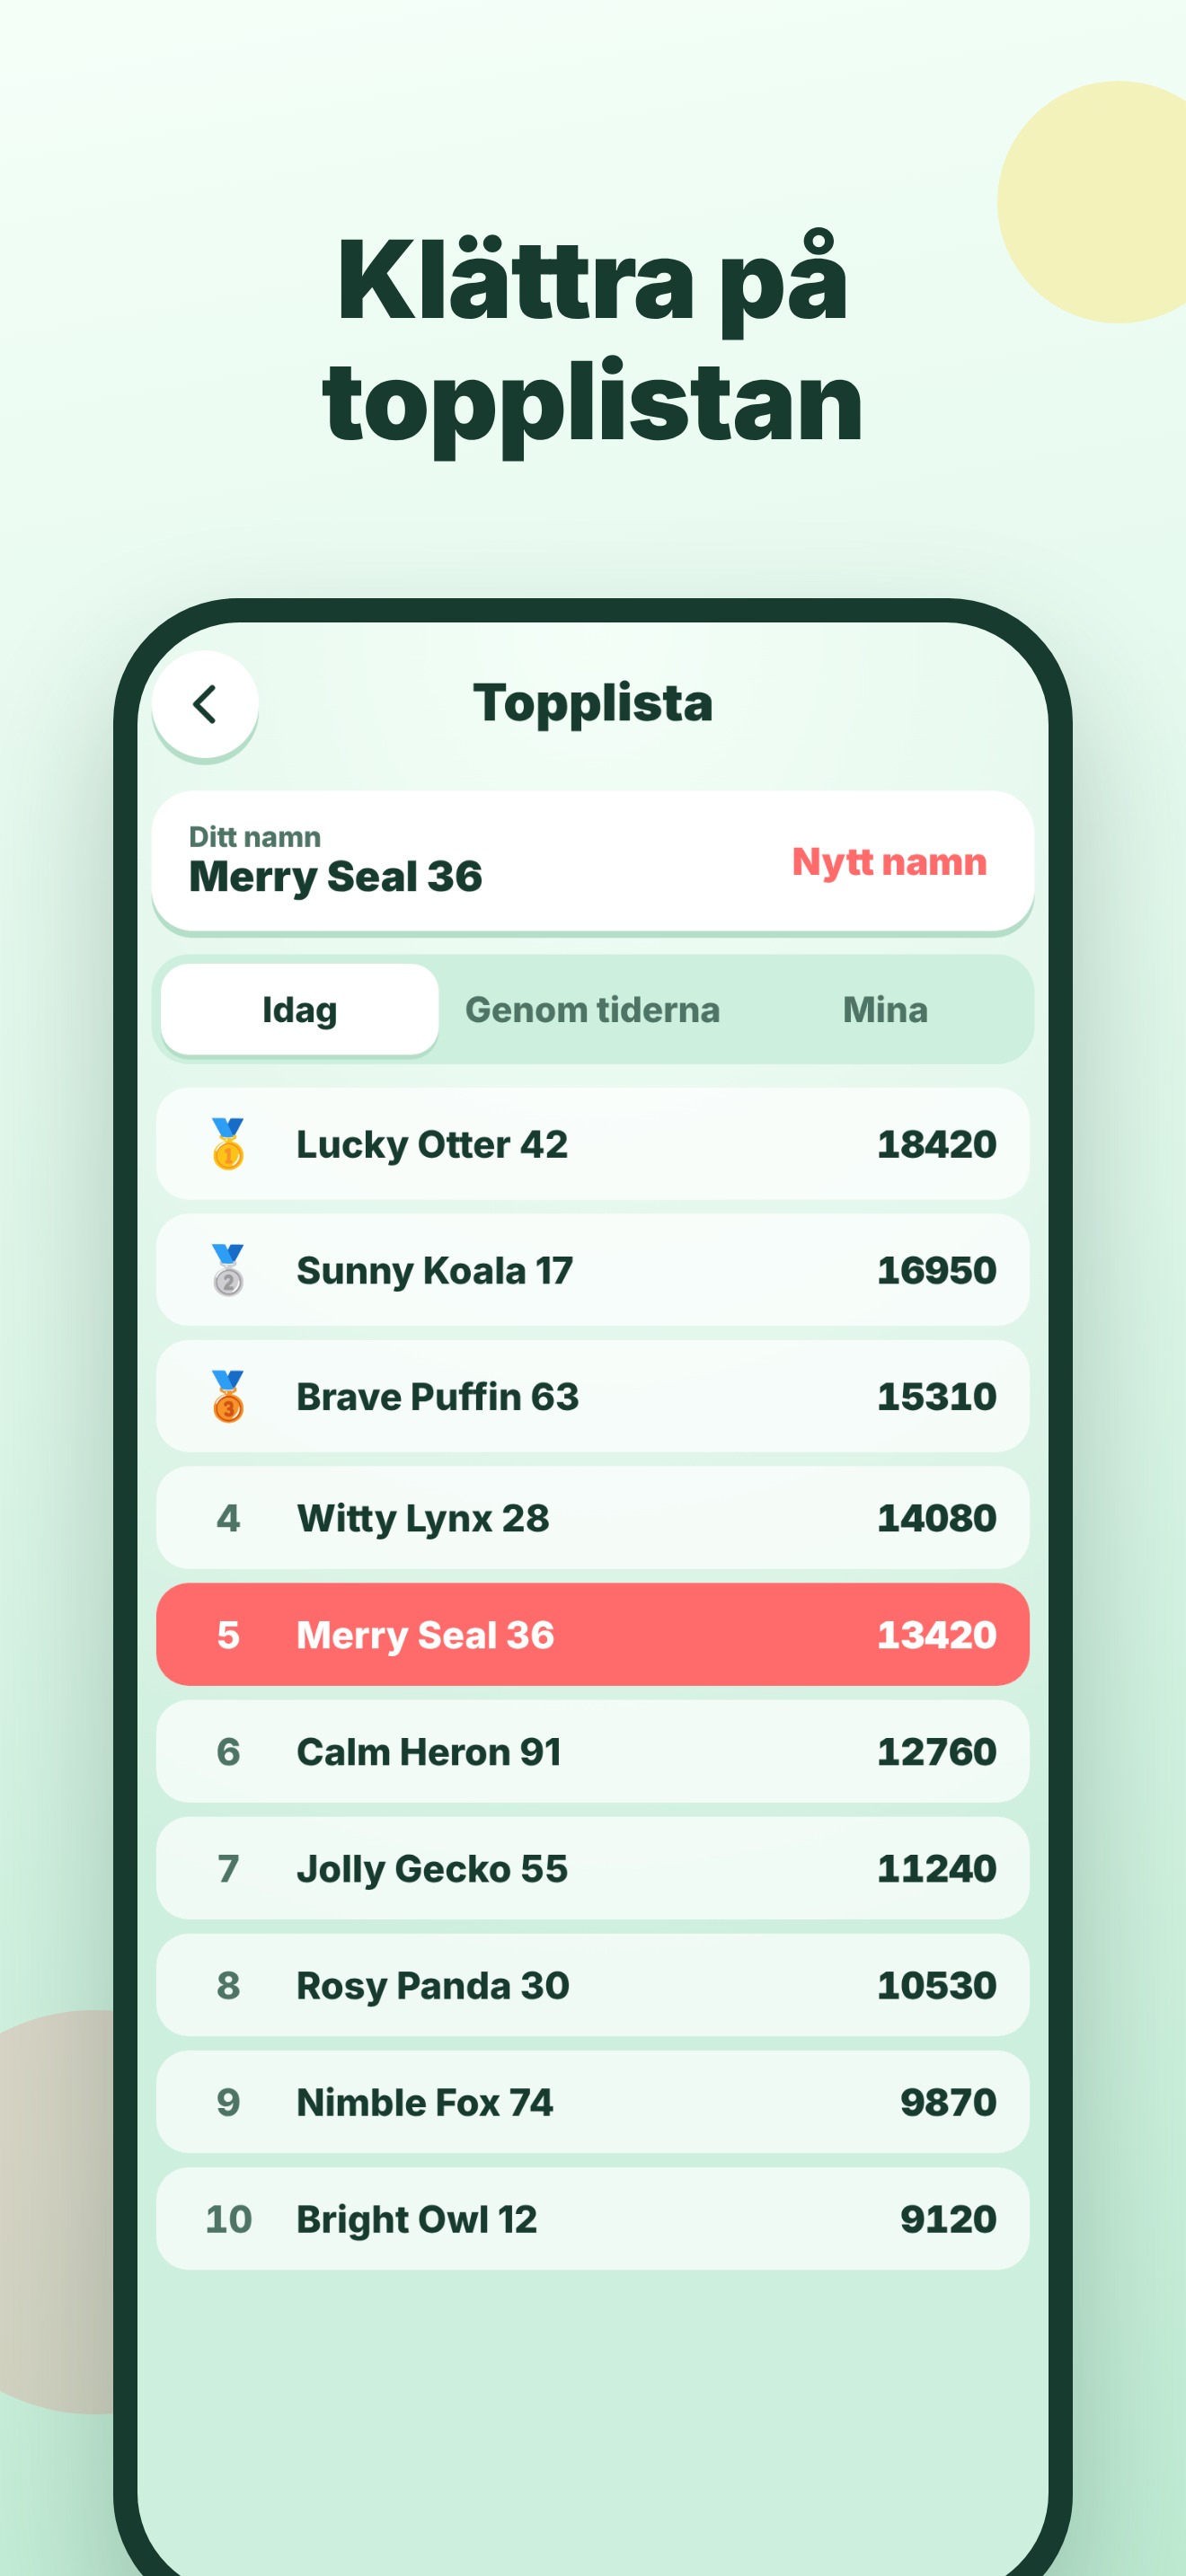 Klättra på
topplistan
Topplista
Ditt namn
Merry Seal 36
Nytt namn
Idag Genom tiderna Mina
1 Lucky Otter 42 18420
2 Sunny Koala 17 16950
3 Brave Puffin 63 15310
4 Witty Lynx 28 14080
5 Merry Seal 36 13420
6 Calm Heron 91 12760
7 Jolly Gecko 55 11240
8 Rosy Panda 30 10530
9 Nimble Fox 74 9870
10 Bright Owl 12 9120